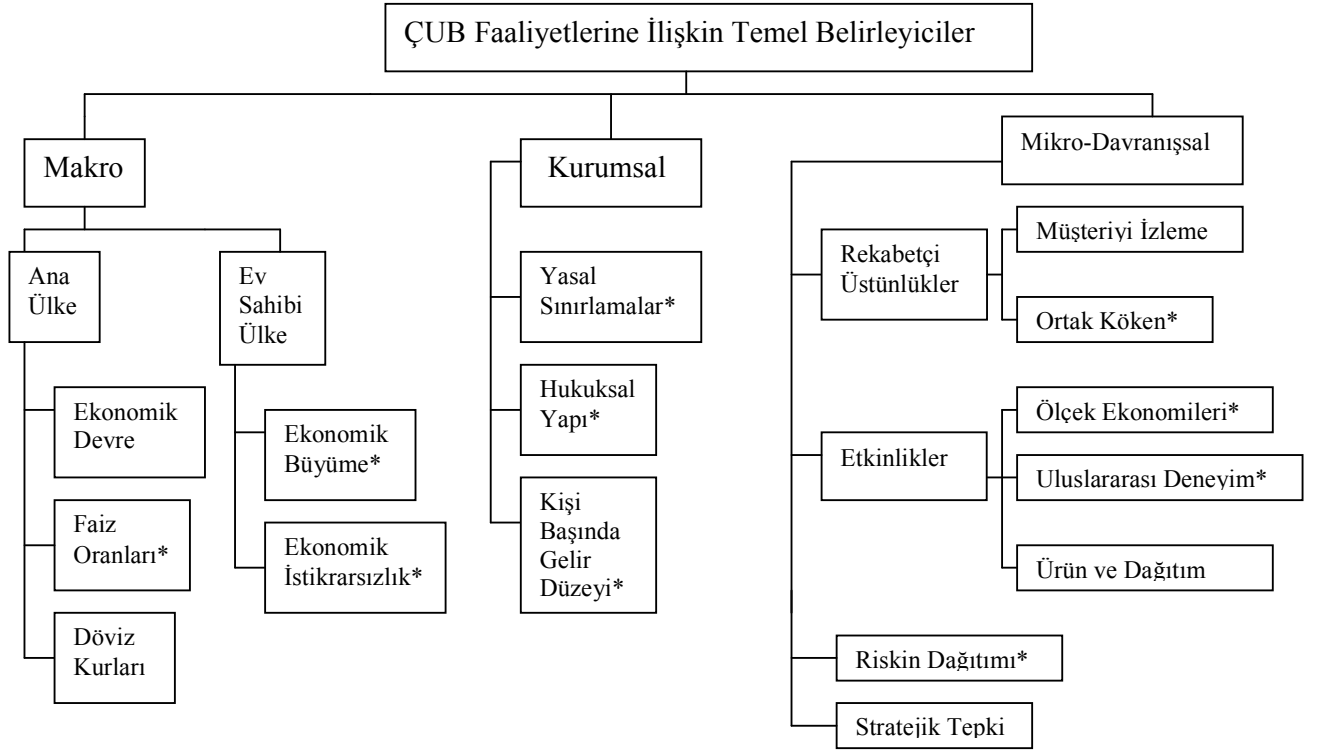 ÇUB Faaliyetlerine İlişkin Temel Belirleyiciler
Makro
Ana
Ülke
Ekonomik
Devre
Faiz
Oranları*
Döviz
Kurları
Ev
Sahibi
Ülke
Ekonomik
Büyüme*
Ekonomik
İstikrarsızlık*
Kurumsal
Yasal
Sınırlamalar*
Hukuksal
Yapı*
Kişi
Başında
Gelir
Düzeyi*
Mikro-Davranışsal
Rekabetçi
Üstünlükler
Müşteriyi İzleme
Ortak Köken*
Etkinlikler
Ölçek Ekonomileri*
Uluslararası Deneyim*
Ürün ve Dağıtım
Riskin Dağıtımı*
Stratejik Tepki